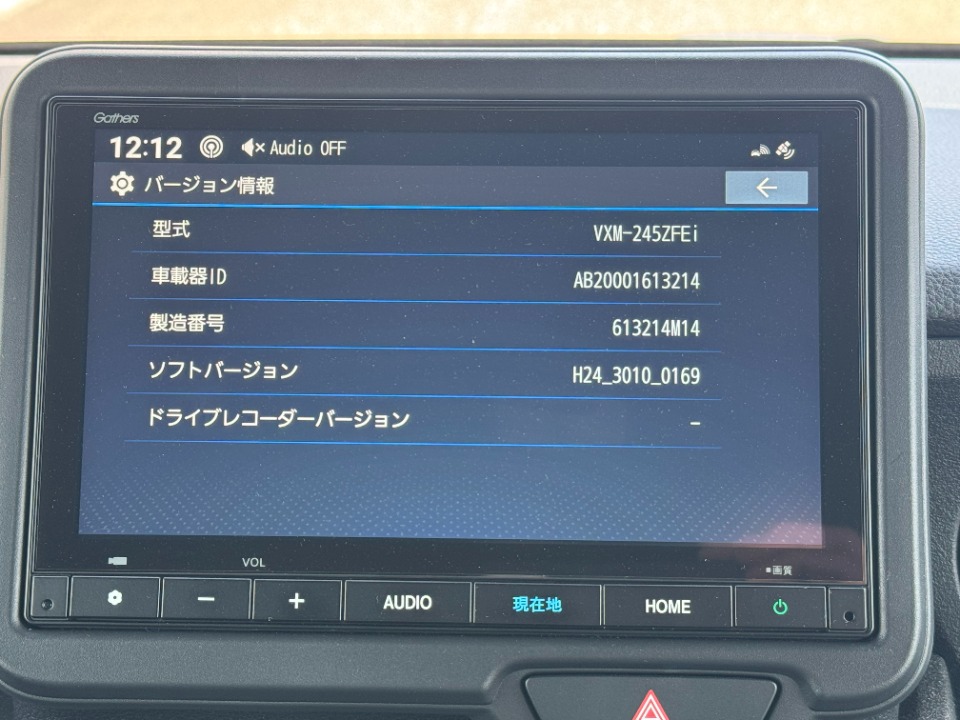 Gathers
12:12 Audio OFF
バージョン情報
型式 VXM-245ZFEi
車載器ID AB20001613214
製造番号 613214M14
ソフトバージョン H24_3010_0169
ドライブレコーダーバージョン –
VOL
画質
− + AUDIO 現在地 HOME